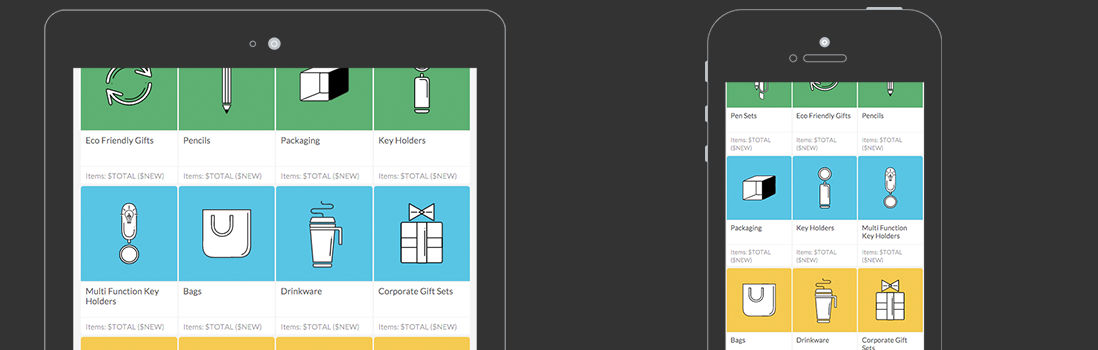 Eco Friendly Gifts
Pencils
Packaging
Key Holders
Items: $TOTAL ($NEW)
Items: $TOTAL ($NEW)
Items: $TOTAL ($NEW)
Items: $TOTAL ($NEW)
Multi Function Key
Holders
Bags
Drinkware
Corporate Gift Sets
Items: $TOTAL ($NEW)
Items: $TOTAL ($NEW)
Items: $TOTAL ($NEW)
Items: $TOTAL ($NEW)
Pen Sets
Eco Friendly Gifts
Pencils
Items: $TOTAL
($NEW)
Items: $TOTAL
($NEW)
Items: $TOTAL
($NEW)
Packaging
Key Holders
Multi Function
Key Holders
Items: $TOTAL
($NEW)
Items: $TOTAL
($NEW)
Items: $TOTAL
($NEW)
Bags
Drinkware
Corporate Gift
Sets